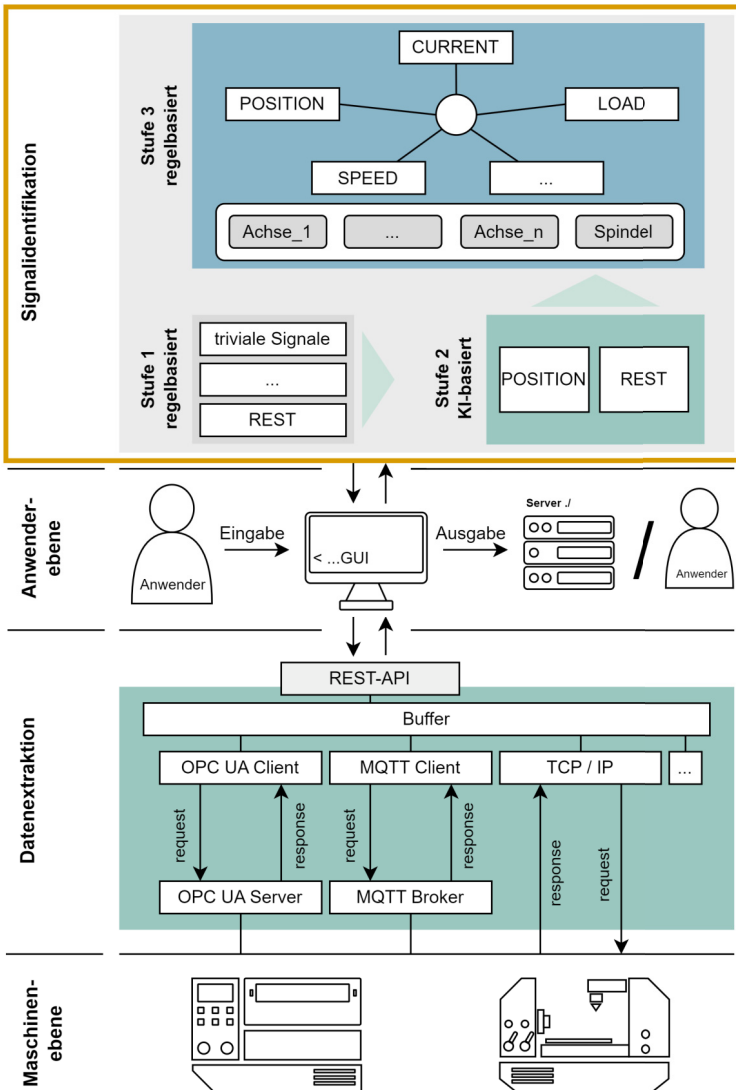 Signalidentifikation
Stufe 3
regelbasiert
CURRENT
POSITION
LOAD
SPEED
...
Achse_1
...
Achse_n
Spindel
Stufe 1
regelbasiert
triviale Signale
...
REST
Stufe 2
KI-basiert
POSITION
REST
Anwender-
ebene
Anwender
Eingabe
< ...GUI
Ausgabe
Server ./
/
Anwender
Datenextraktion
REST-API
Buffer
OPC UA Client
MQTT Client
TCP / IP
...
request
response
request
response
response
request
OPC UA Server
MQTT Broker
Maschinen-
ebene